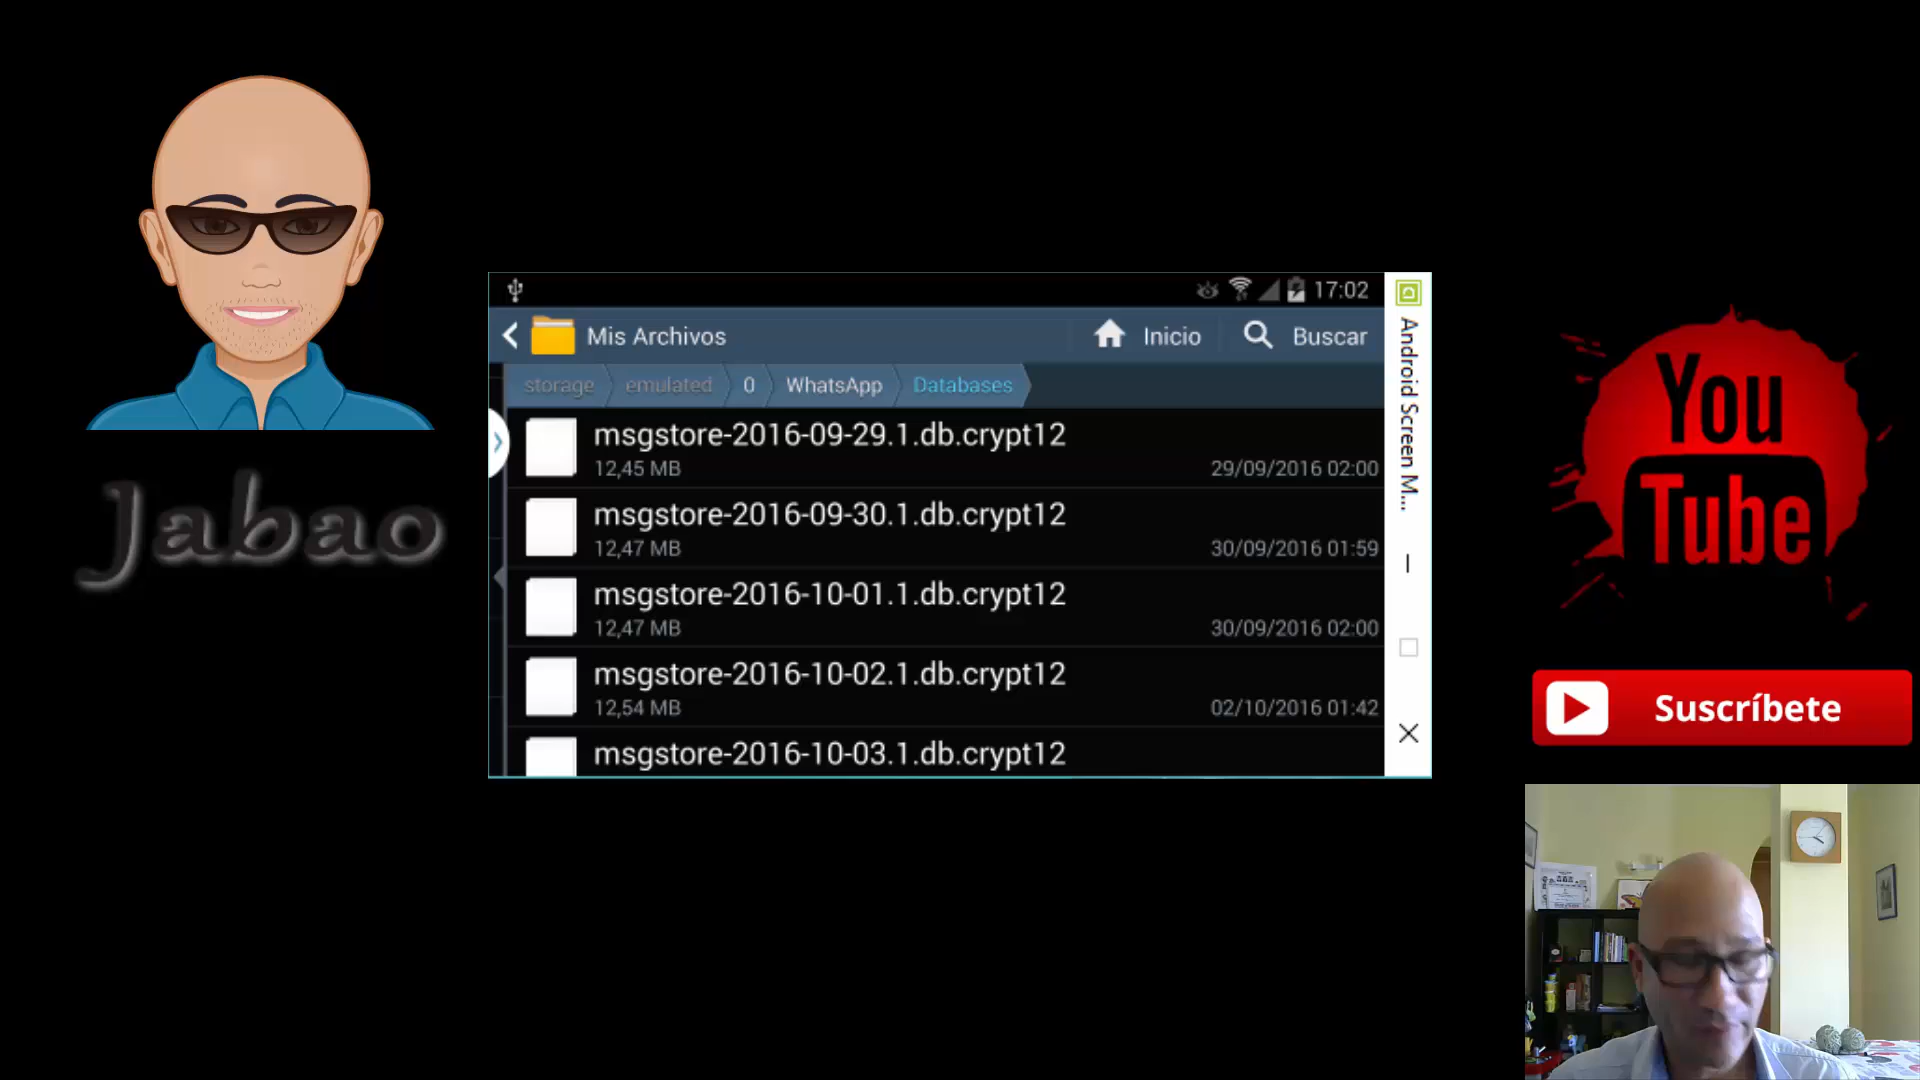 17:02
Mis Archivos
Inicio
Buscar
storage
emulated
0
WhatsApp
Databases
msgstore-2016-09-29.1.db.crypt12
12,45 MB
29/09/2016 02:00
msgstore-2016-09-30.1.db.crypt12
12,47 MB
30/09/2016 01:59
msgstore-2016-10-01.1.db.crypt12
12,47 MB
30/09/2016 02:00
msgstore-2016-10-02.1.db.crypt12
12,54 MB
02/10/2016 01:42
msgstore-2016-10-03.1.db.crypt12
Android Screen M...
Jabao
You
Tube
Suscríbete